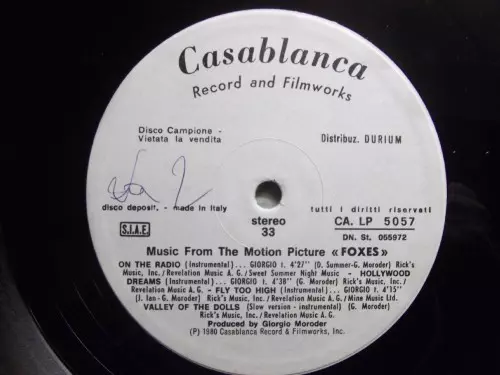 Casablanca
Record and Filmworks
Disco Campione -
Vietata la vendita
Distribuz. DURIUM
disco deposit. - made in Italy
stereo
tutti i diritti riservati
S.I.A.E.
33
CA. LP 5057
DN. St. 055972
Music From The Motion Picture «FOXES»
ON THE RADIO (Instrumental)... GIORGIO t. 4'27" (D. Sommer-G. Moroder) Rick's
Music, Inc. / Revelation Music A. G. / Sweet Summer Night Music - HOLLYWOOD
DREAMS (Instrumental)... GIORGIO t. 4'38" (G. Moroder) Rick's Music, Inc. /
Revelation Music A. G. - FLY TOO HIGH (Instrumental)... GIORGIO t. 4'15"
(J. Ian-G. Moroder) Rick's Music, Inc. / Revelation Music A.G. / Mine Music Ltd.
VALLEY OF THE DOLLS (Slow version - instrumental) (G. Moroder)
Rick's Music, Inc. / Revelation Music A. G.
Produced by Giorgio Moroder
(P) 1980 Casablanca Record & Filmworks, Inc.